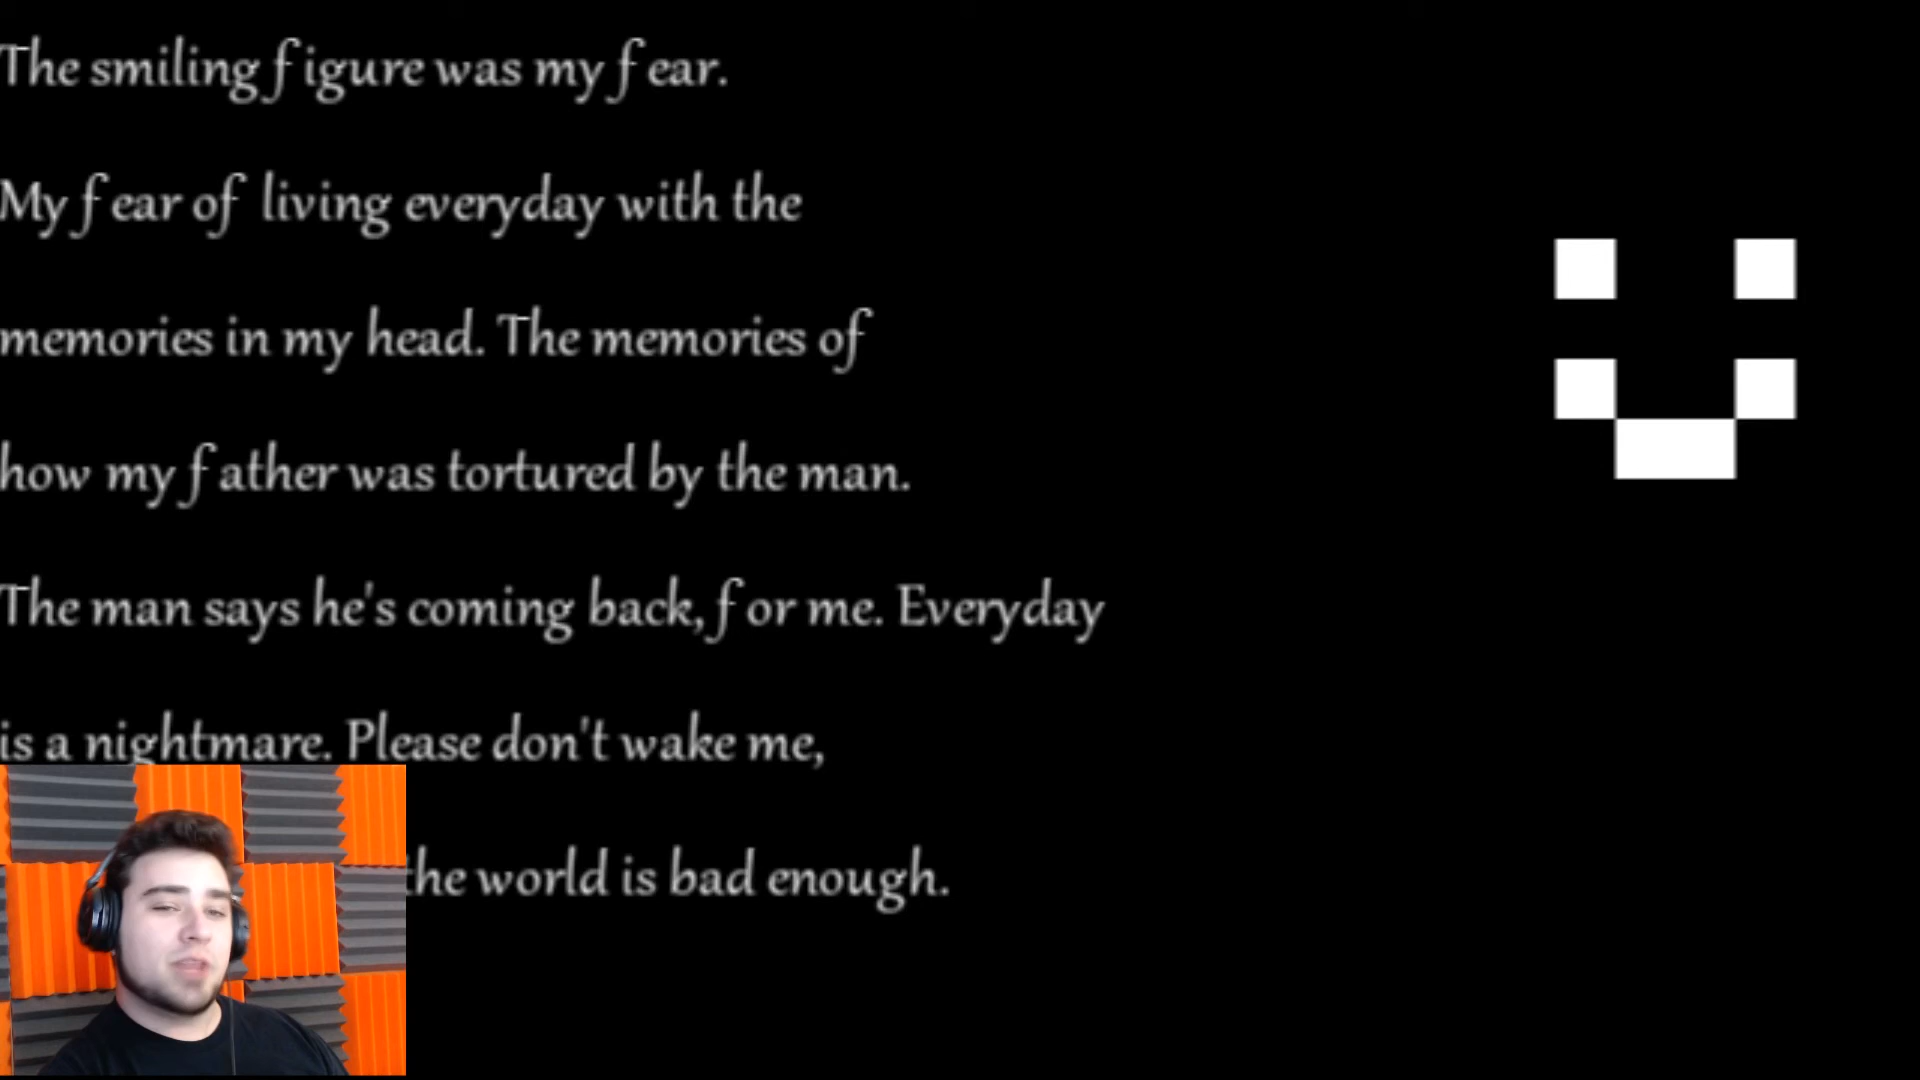 The smiling figure was my fear.
My fear of living everyday with the
memories in my head. The memories of
how my father was tortured by the man.
The man says he's coming back, for me. Everyday
is a nightmare. Please don't wake me,
the world is bad enough.